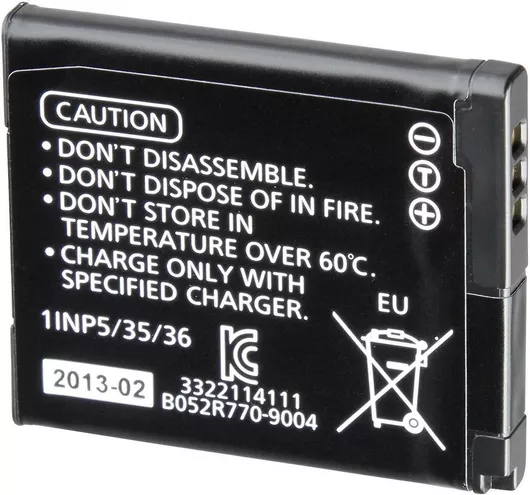 CAUTION
• DON'T DISASSEMBLE.
• DON'T DISPOSE OF IN FIRE.
• DON'T STORE IN
TEMPERATURE OVER 60℃.
• CHARGE ONLY WITH
SPECIFIED CHARGER.
−
T
+
EU
1INP5/35/36
2013-02
3322114111
B052R770-9004